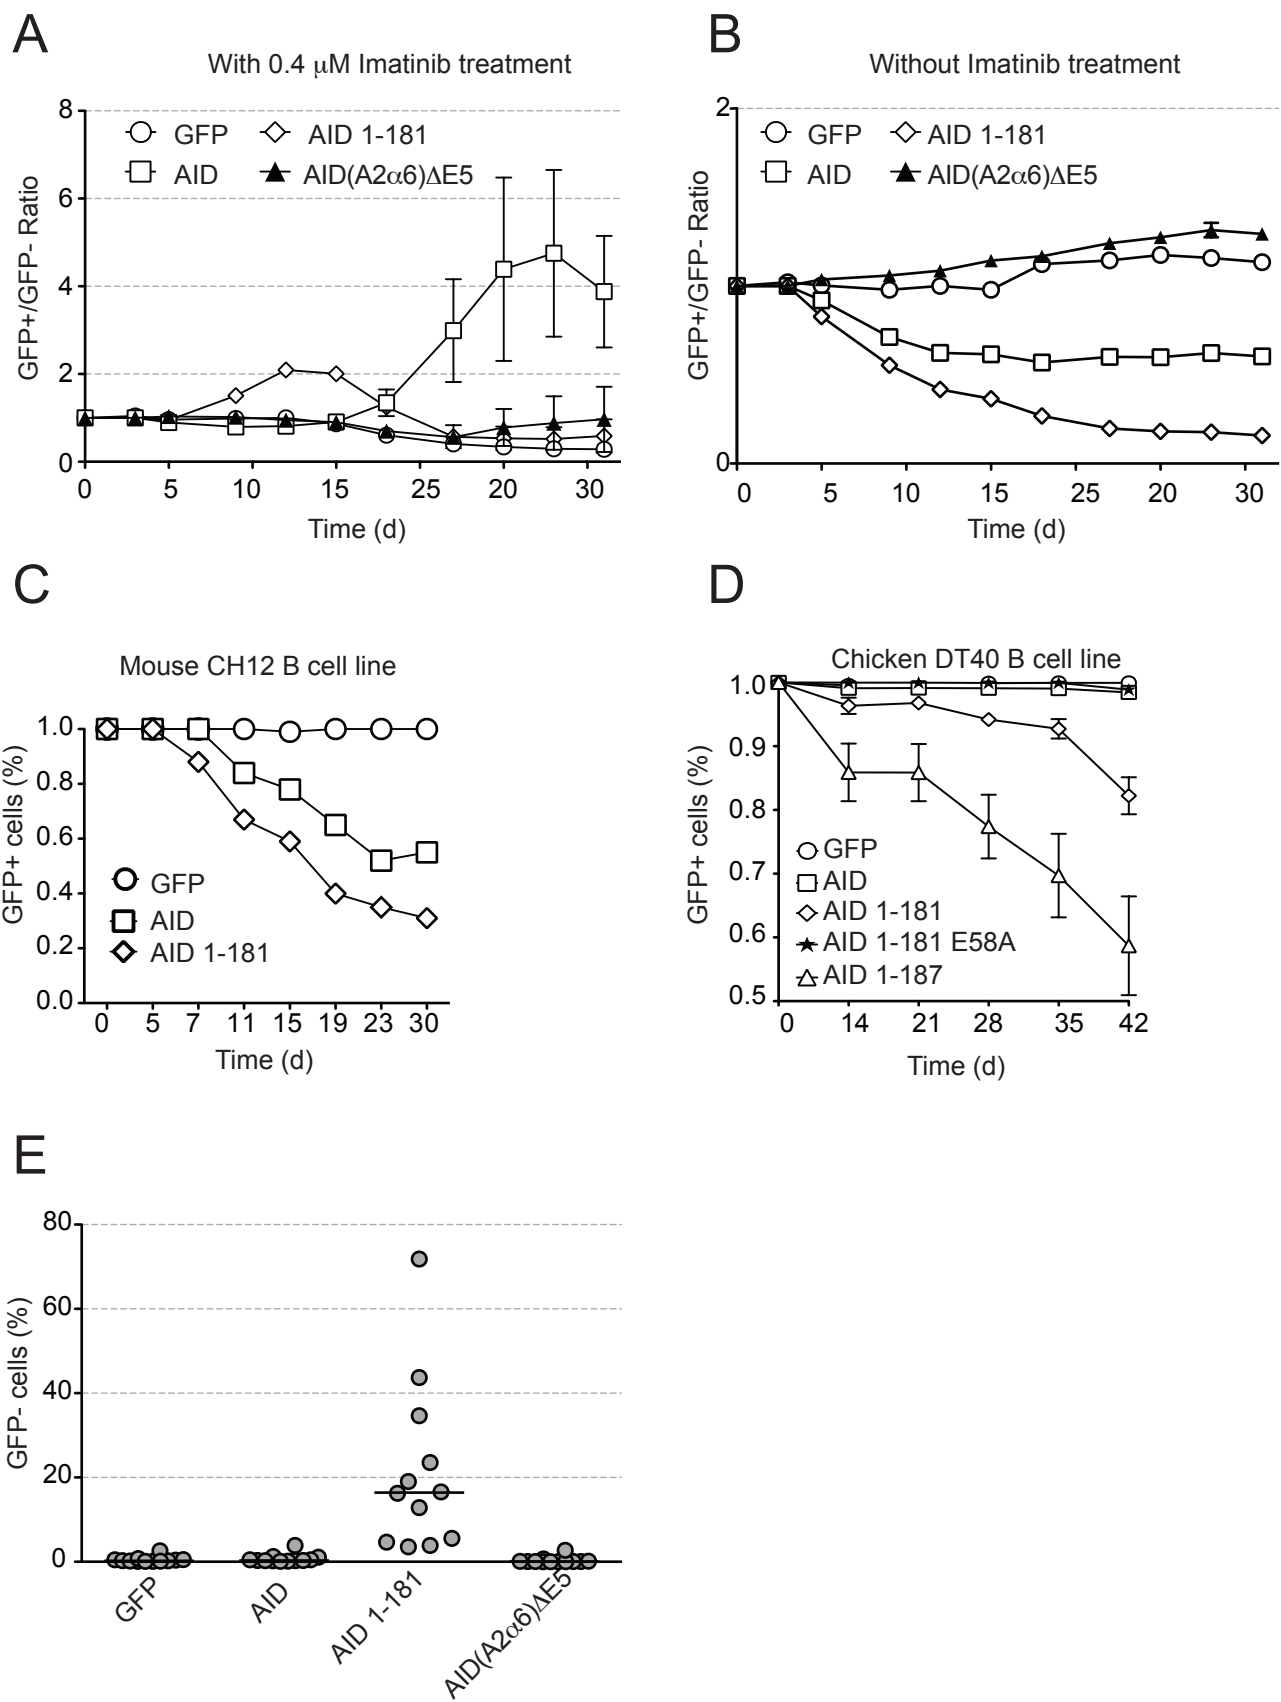 A
With 0.4 μM Imatinib treatment
8
6
4
2
0
GFP+/GFP- Ratio
GFP
AID 1-181
AID
AID(A2α6)ΔE5
0 5 10 15 25 20 30
Time (d)
B
Without Imatinib treatment
2
0
GFP+/GFP- Ratio
GFP
AID 1-181
AID
AID(A2α6)ΔE5
0 5 10 15 25 20 30
Time (d)
C
Mouse CH12 B cell line
1.0
0.8
0.6
0.4
0.2
0.0
GFP+ cells (%)
GFP
AID
AID 1-181
0 5 7 11 15 19 23 30
Time (d)
D
Chicken DT40 B cell line
1.0
0.9
0.8
0.7
0.6
0.5
GFP+ cells (%)
GFP
AID
AID 1-181
AID 1-181 E58A
AID 1-187
0 14 21 28 35 42
Time (d)
E
80
60
40
20
0
GFP- cells (%)
GFP
AID
AID 1-181
AID(A2α6)ΔE5